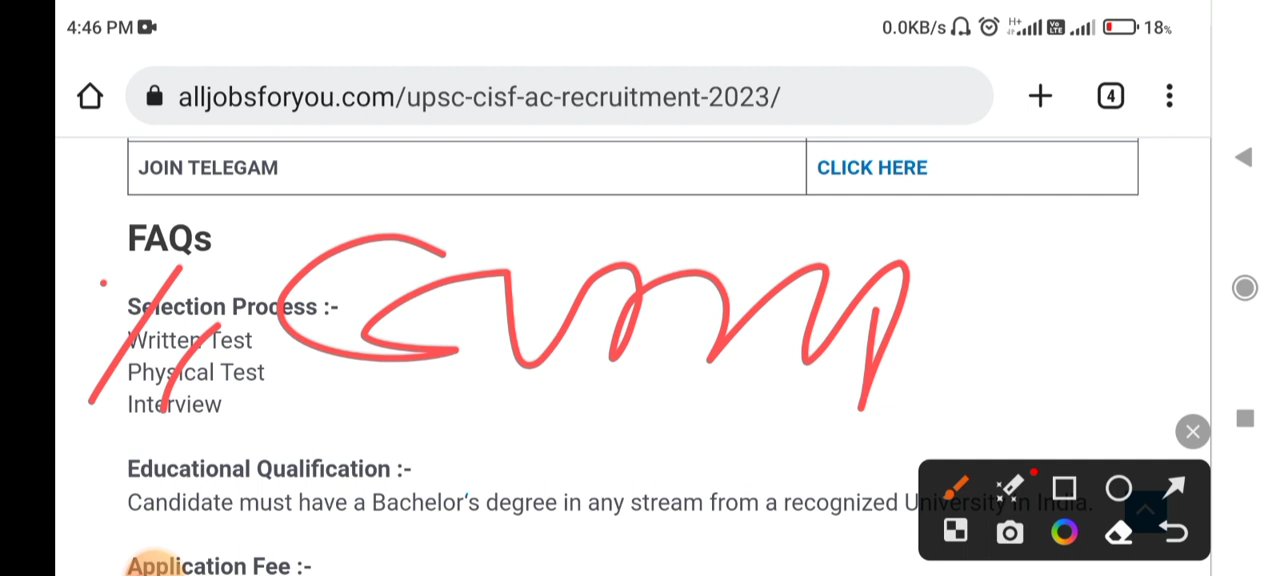 4:46 PM
0.0KB/s
H+
Vo LTE
18%
alljobsforyou.com/upsc-cisf-ac-recruitment-2023/
4
JOIN TELEGAM
CLICK HERE
FAQs
Selection Process :-
Written Test
Physical Test
Interview
Educational Qualification :-
Candidate must have a Bachelor's degree in any stream from a recognized University in India.
Application Fee :-